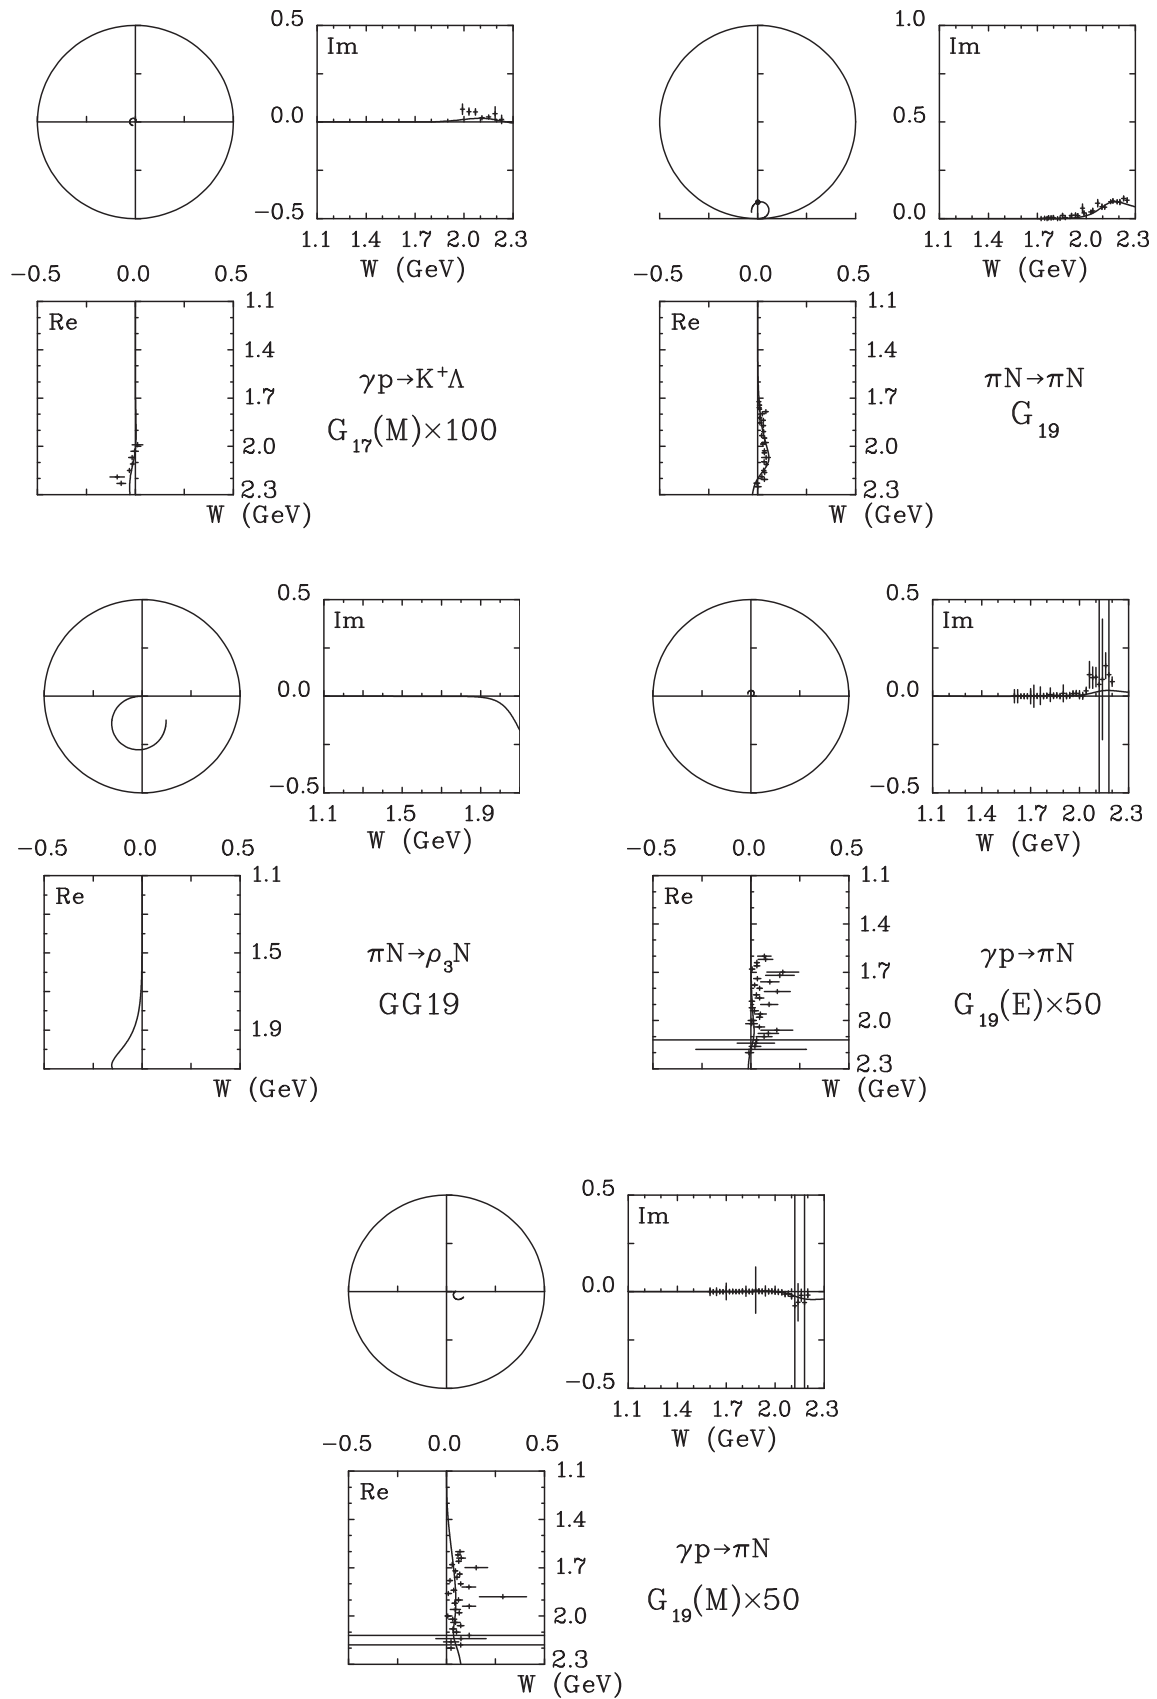 0.5
Im
0.0
−0.5
1.1 1.4 1.7 2.0 2.3
W (GeV)
−0.5 0.0 0.5
Re
1.1
1.4
1.7
2.0
2.3
W (GeV)
γp→K⁺Λ
G₁₇(M)×100
1.0
Im
0.5
0.0
1.1 1.4 1.7 2.0 2.3
W (GeV)
−0.5 0.0 0.5
Re
1.1
1.4
1.7
2.0
2.3
W (GeV)
πN→πN
G₁₉
0.5
Im
0.0
−0.5
1.1 1.5 1.9
W (GeV)
−0.5 0.0 0.5
Re
1.1
1.5
1.9
W (GeV)
πN→ρ₃N
GG19
0.5
Im
0.0
−0.5
1.1 1.4 1.7 2.0 2.3
W (GeV)
−0.5 0.0 0.5
Re
1.1
1.4
1.7
2.0
2.3
W (GeV)
γp→πN
G₁₉(E)×50
0.5
Im
0.0
−0.5
1.1 1.4 1.7 2.0 2.3
W (GeV)
−0.5 0.0 0.5
Re
1.1
1.4
1.7
2.0
2.3
W (GeV)
γp→πN
G₁₉(M)×50